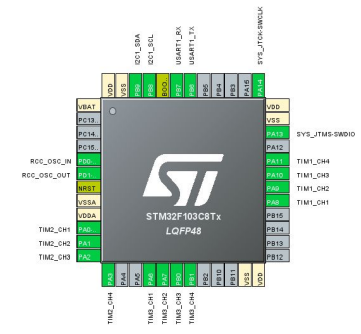 I2C1_SDA
I2C1_SCL
USART1_RX
USART1_TX
SYS_JTCK-SWCLK
VDD
VSS
PB9
PB8
BOO..
PB7
PB6
PB5
PB4
PB3
PA15
PA14
VBAT
PC13..
PC14..
PC15..
RCC_OSC_IN
PD0-..
RCC_OSC_OUT
PD1-..
NRST
VSSA
VDDA
TIM2_CH1
PA0-..
TIM2_CH2
PA1
TIM2_CH3
PA2
VDD
VSS
PA13
SYS_JTMS-SWDIO
PA12
PA11
TIM1_CH4
PA10
TIM1_CH3
PA9
TIM1_CH2
PA8
TIM1_CH1
PB15
PB14
PB13
PB12
STM32F103C8Tx
LQFP48
PA3
PA4
PA5
PA6
PA7
PB0
PB1
PB2
PB10
PB11
VSS
VDD
TIM2_CH4
TIM3_CH1
TIM3_CH2
TIM3_CH3
TIM3_CH4